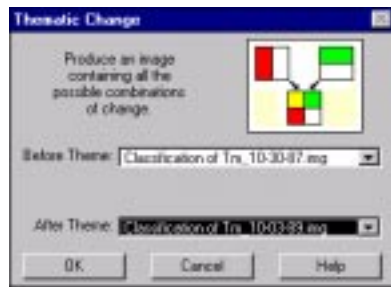 Thematic Change
Produce an image
containing all the
possible combinations
of change.
Before Theme: Classification of Tm_10-30-87.img
After Theme: Classification of Tm_10-03-89.img
OK Cancel Help